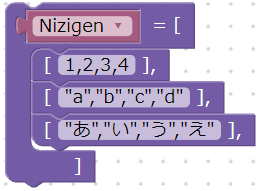 Nizigen ▼ = [
[ 1,2,3,4 ],
[ "a","b","c","d" ],
[ "あ","い","う","え" ],
]